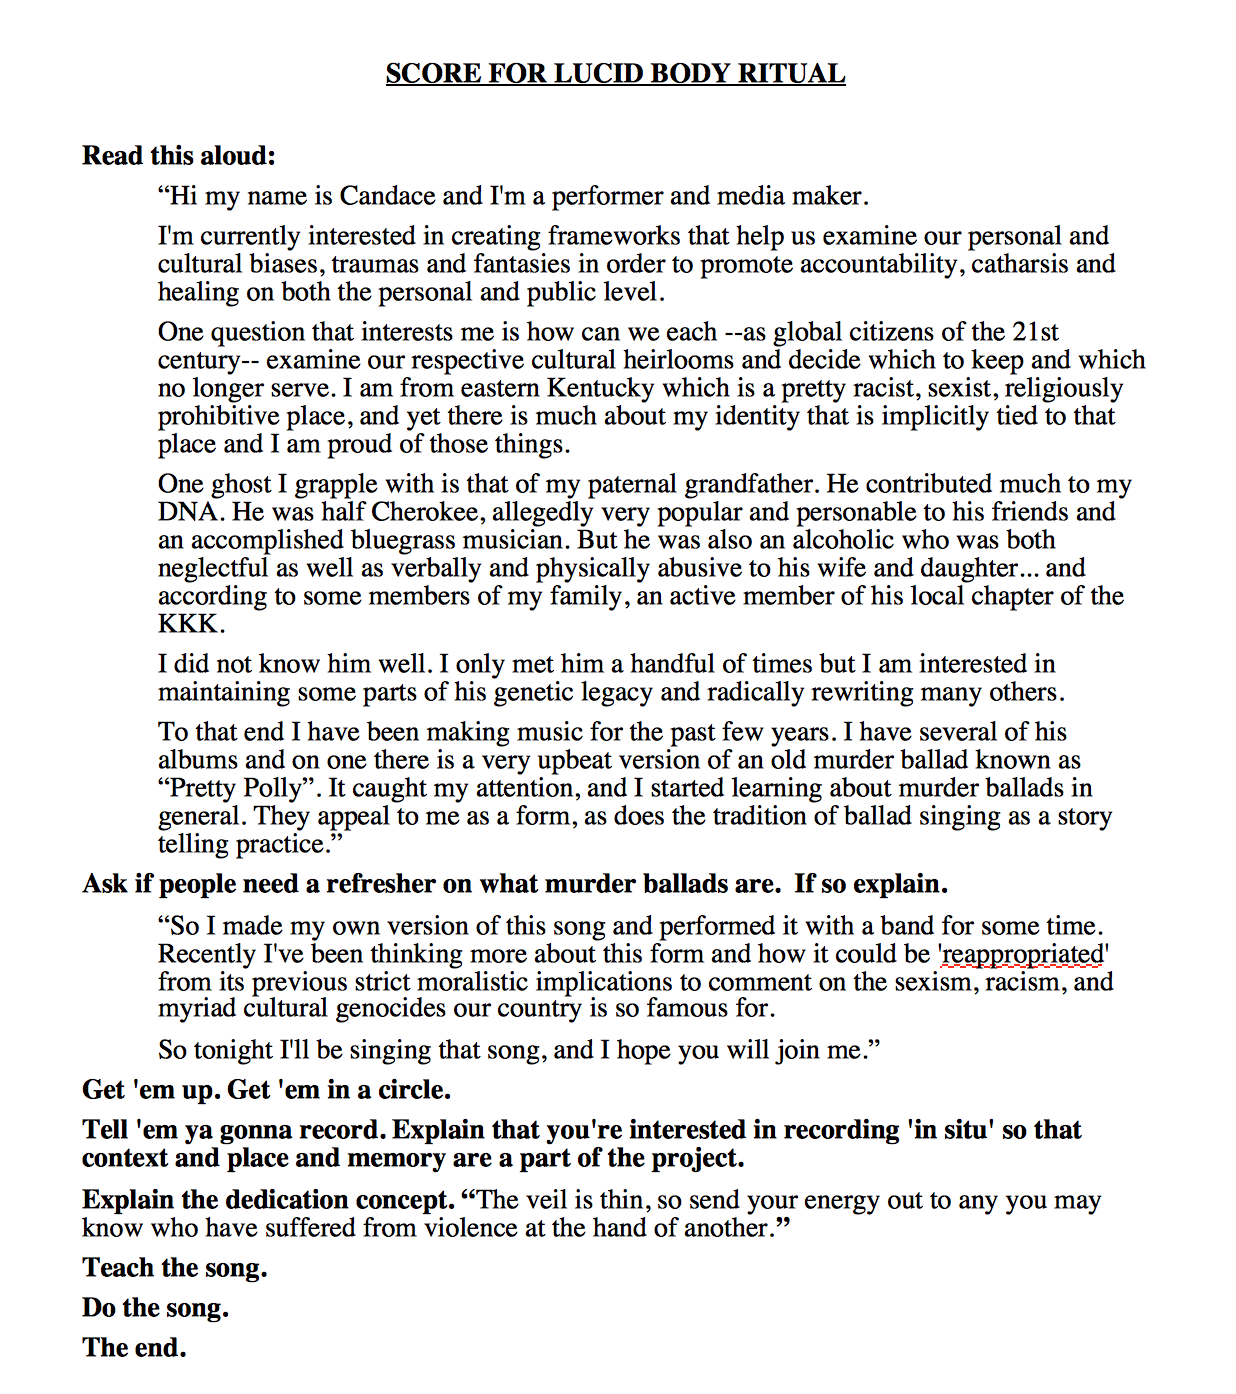 SCORE FOR LUCID BODY RITUAL
Read this aloud:
“Hi my name is Candace and I'm a performer and media maker.
I'm currently interested in creating frameworks that help us examine our personal and
cultural biases, traumas and fantasies in order to promote accountability, catharsis and
healing on both the personal and public level.
One question that interests me is how can we each --as global citizens of the 21st
century-- examine our respective cultural heirlooms and decide which to keep and which
no longer serve. I am from eastern Kentucky which is a pretty racist, sexist, religiously
prohibitive place, and yet there is much about my identity that is implicitly tied to that
place and I am proud of those things.
One ghost I grapple with is that of my paternal grandfather. He contributed much to my
DNA. He was half Cherokee, allegedly very popular and personable to his friends and
an accomplished bluegrass musician. But he was also an alcoholic who was both
neglectful as well as verbally and physically abusive to his wife and daughter... and
according to some members of my family, an active member of his local chapter of the
KKK.
I did not know him well. I only met him a handful of times but I am interested in
maintaining some parts of his genetic legacy and radically rewriting many others.
To that end I have been making music for the past few years. I have several of his
albums and on one there is a very upbeat version of an old murder ballad known as
“Pretty Polly”. It caught my attention, and I started learning about murder ballads in
general. They appeal to me as a form, as does the tradition of ballad singing as a story
telling practice.”
Ask if people need a refresher on what murder ballads are.  If so explain.
“So I made my own version of this song and performed it with a band for some time.
Recently I've been thinking more about this form and how it could be 'reappropriated'
from its previous strict moralistic implications to comment on the sexism, racism, and
myriad cultural genocides our country is so famous for.
So tonight I'll be singing that song, and I hope you will join me.”
Get 'em up. Get 'em in a circle.
Tell 'em ya gonna record. Explain that you're interested in recording 'in situ' so that
context and place and memory are a part of the project.
Explain the dedication concept. “The veil is thin, so send your energy out to any you may
know who have suffered from violence at the hand of another.”
Teach the song.
Do the song.
The end.